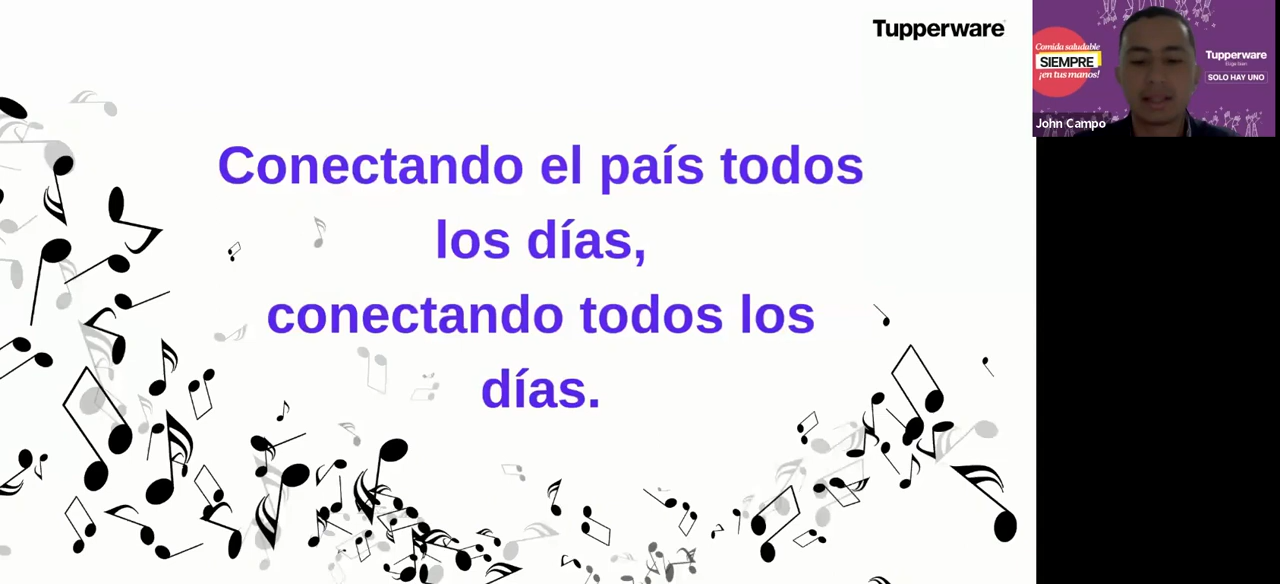 Tupperware
Conectando el país todos
los días,
conectando todos los
días.
Comida saludable
SIEMPRE
¡en tus manos!
Tupperware
SOLO HAY UNO
John Campo